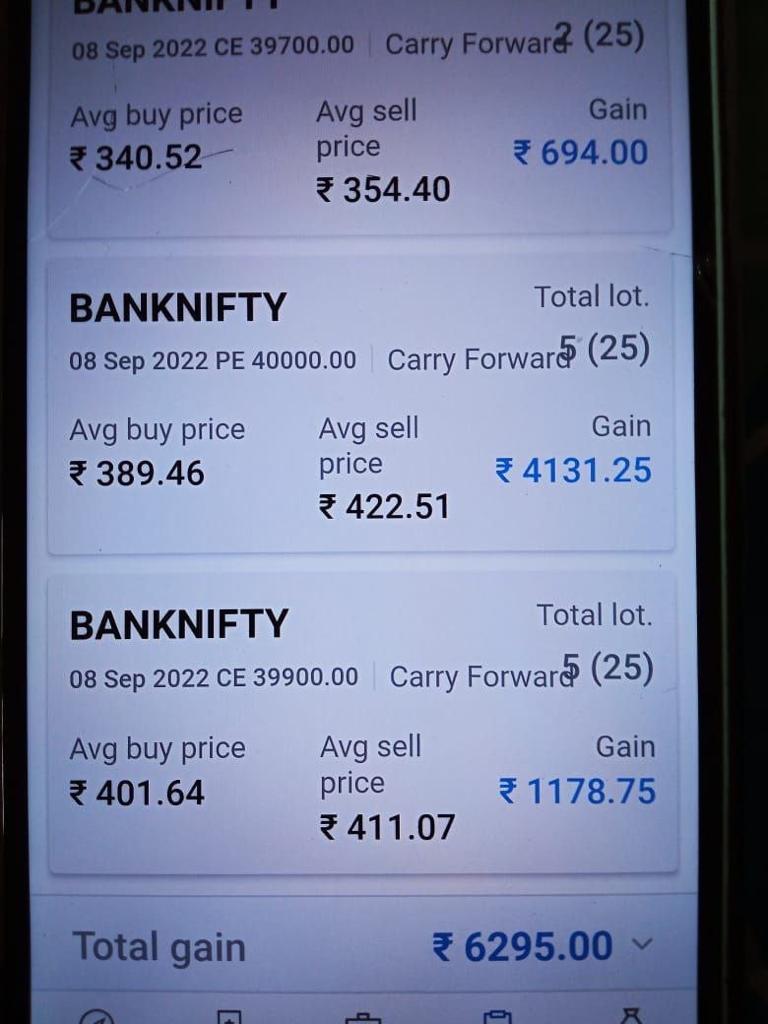 BANKNIFTY
08 Sep 2022 CE 39700.00 | Carry Forward 2 (25)
Avg buy price Avg sell price Gain
₹ 340.52 ₹ 354.40 ₹ 694.00
BANKNIFTY Total lot.
08 Sep 2022 PE 40000.00 | Carry Forward 5 (25)
Avg buy price Avg sell price Gain
₹ 389.46 ₹ 422.51 ₹ 4131.25
BANKNIFTY Total lot.
08 Sep 2022 CE 39900.00 | Carry Forward 5 (25)
Avg buy price Avg sell price Gain
₹ 401.64 ₹ 411.07 ₹ 1178.75
Total gain ₹ 6295.00